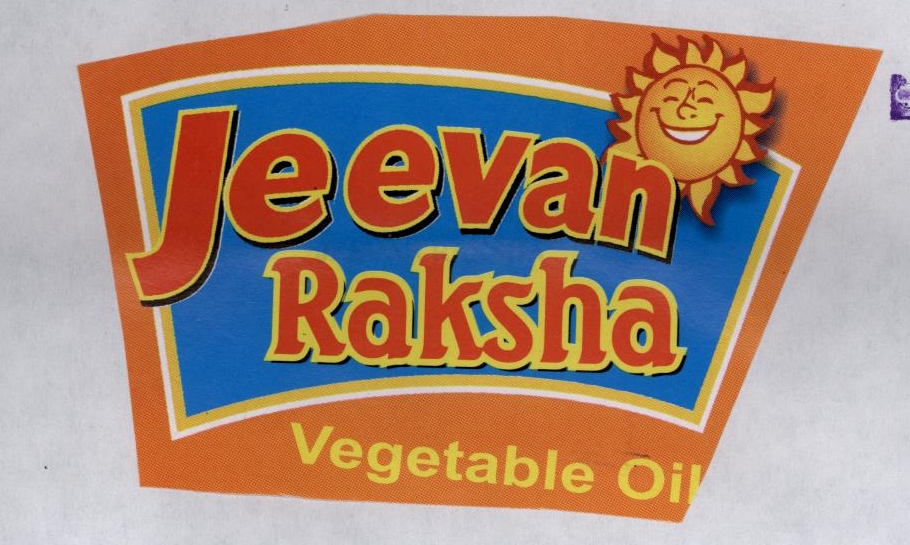 Jeevan
Raksha
Vegetable Oil